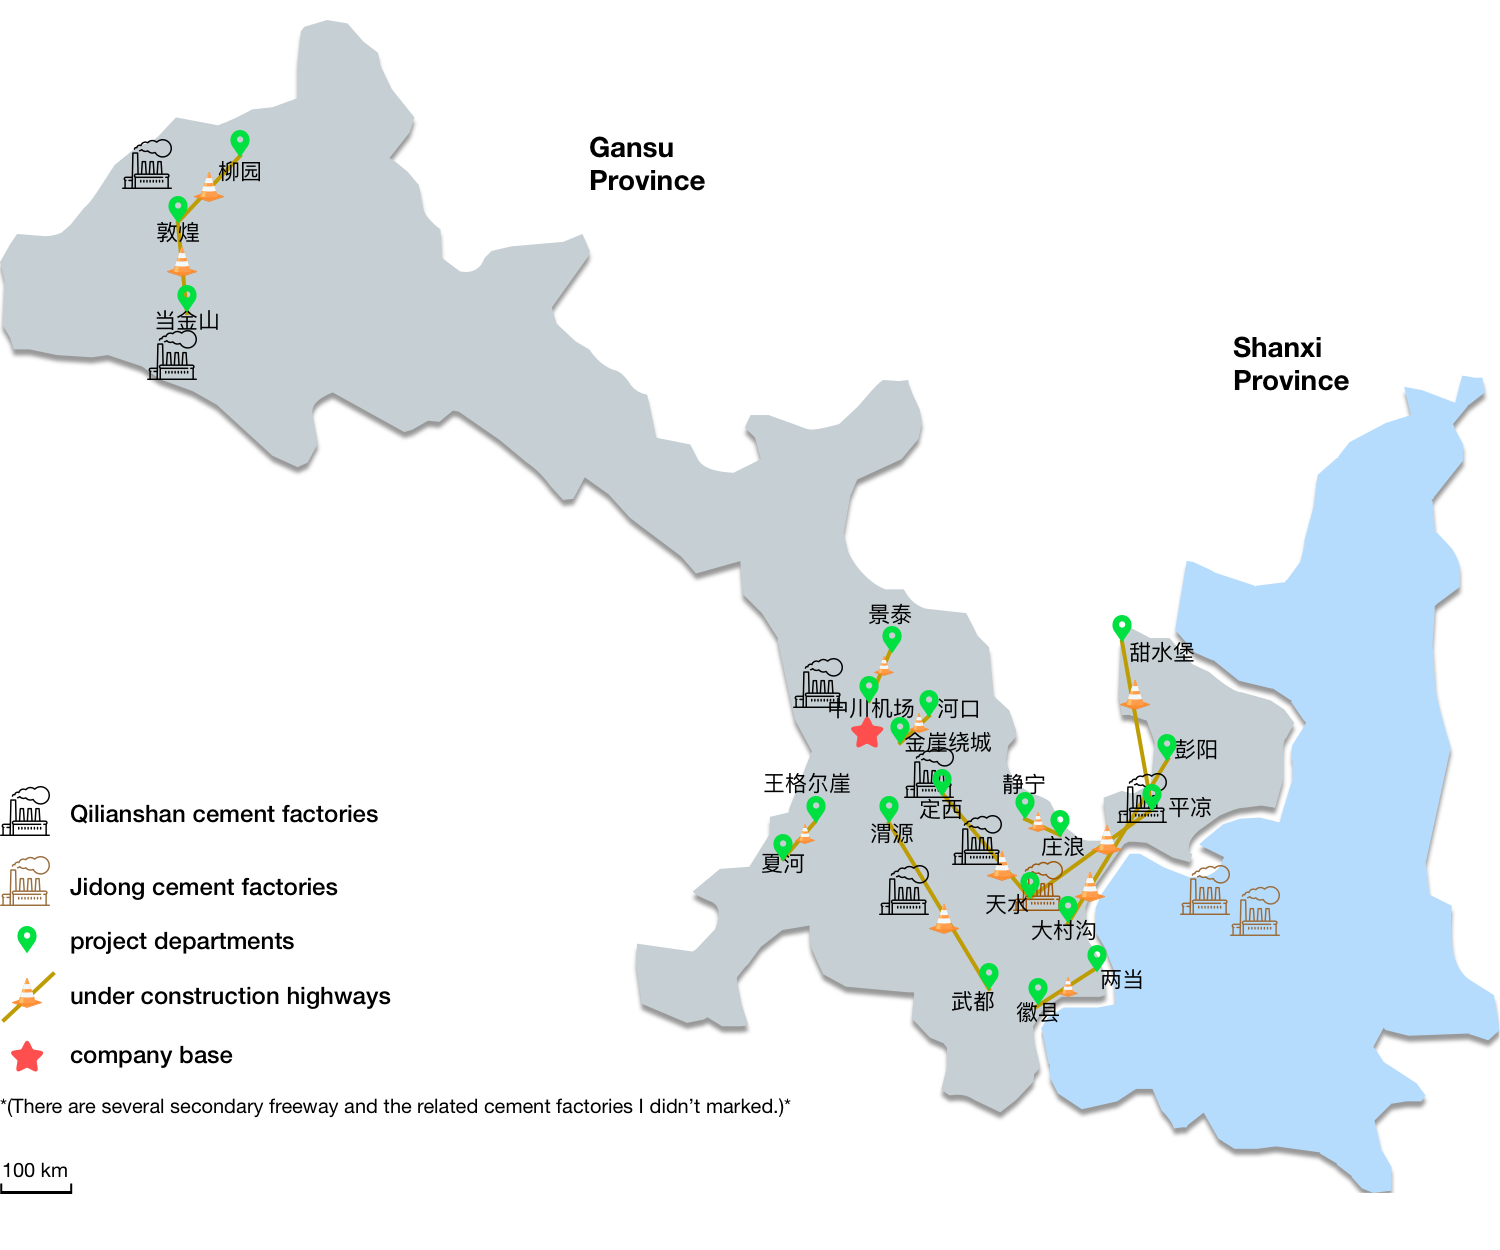 Gansu
Province
柳园
敦煌
当金山
Shanxi
Province
景泰
甜水堡
中川机场
河口
金崖绕城
彭阳
王格尔崖
静宁
定西
平凉
渭源
庄浪
夏河
天水
大村沟
两当
武都
徽县
Qilianshan cement factories
Jidong cement factories
project departments
under construction highways
company base
*(There are several secondary freeway and the related cement factories I didn’t marked.)*
100 km